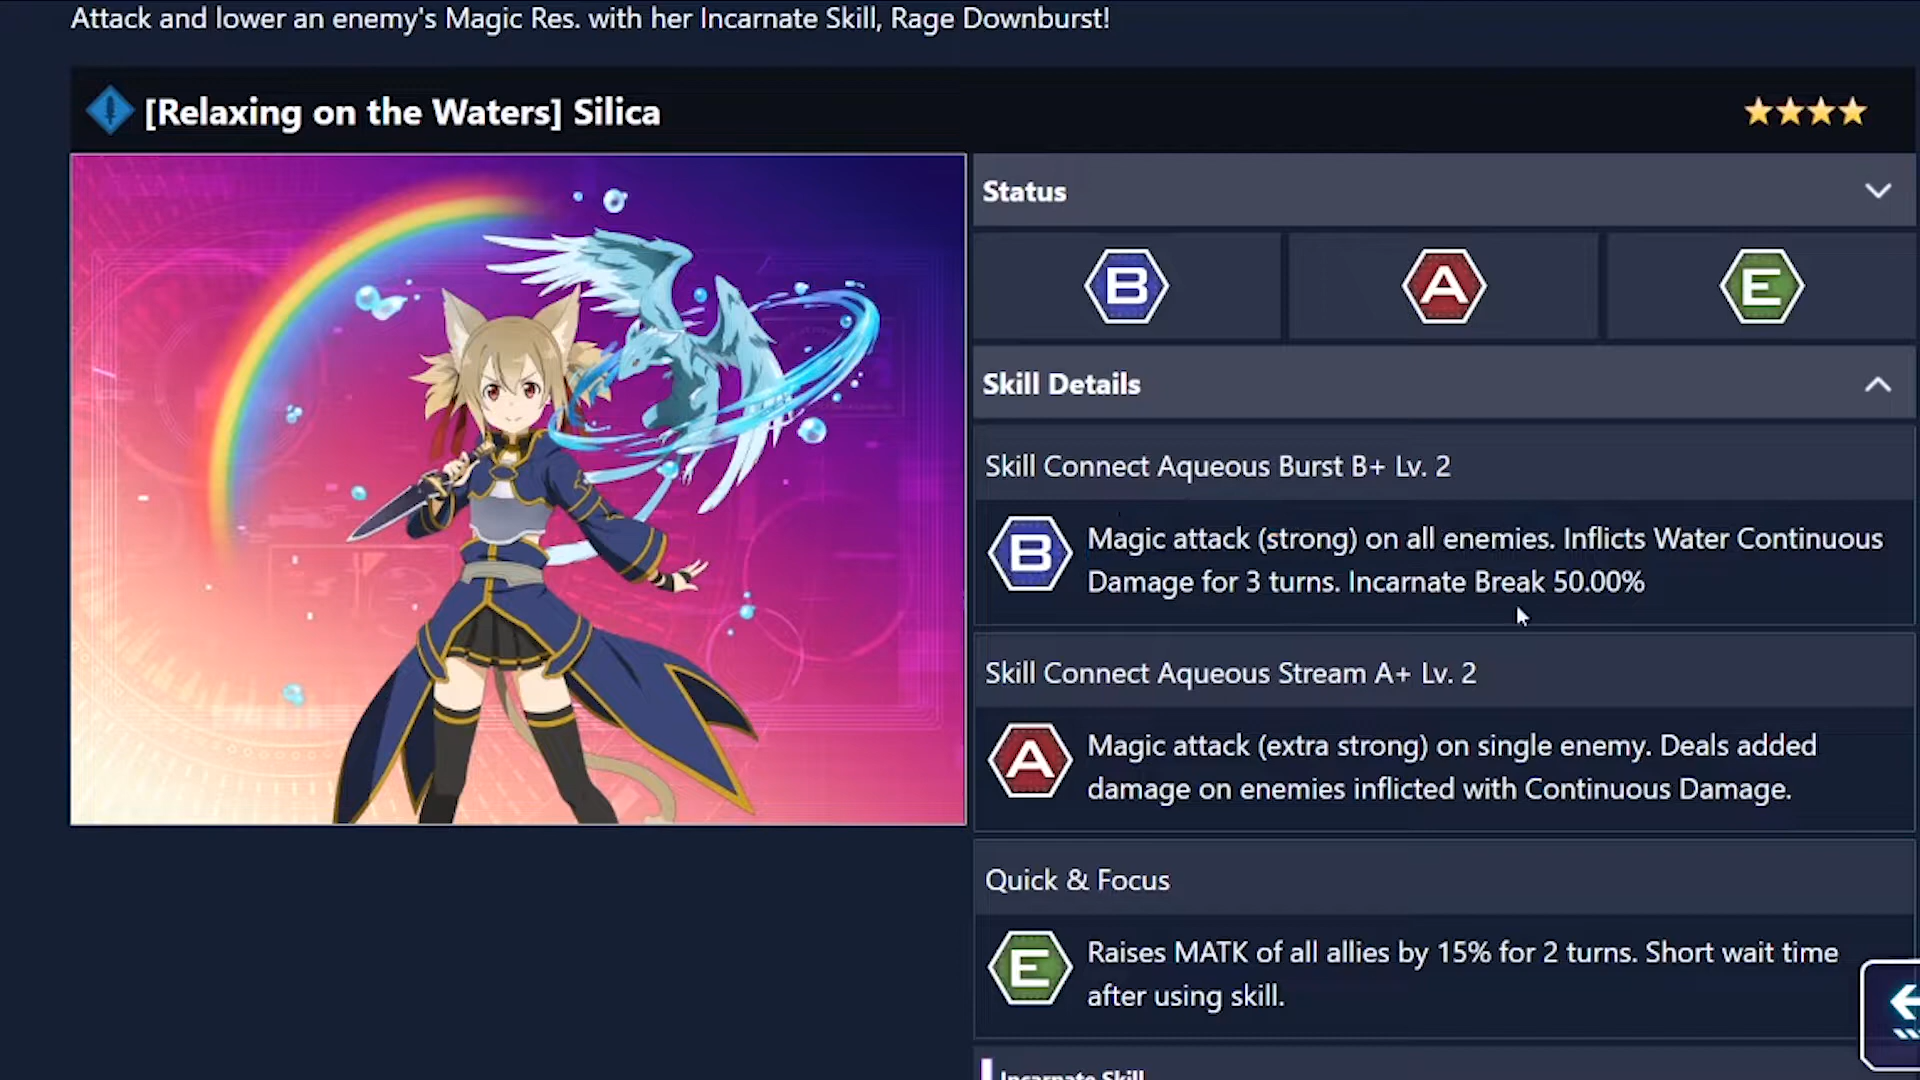 Attack and lower an enemy's Magic Res. with her Incarnate Skill, Rage Downburst!
[Relaxing on the Waters] Silica
Status
B A E
Skill Details
Skill Connect Aqueous Burst B+ Lv. 2
B
Magic attack (strong) on all enemies. Inflicts Water Continuous
Damage for 3 turns. Incarnate Break 50.00%
Skill Connect Aqueous Stream A+ Lv. 2
A
Magic attack (extra strong) on single enemy. Deals added
damage on enemies inflicted with Continuous Damage.
Quick & Focus
E
Raises MATK of all allies by 15% for 2 turns. Short wait time
after using skill.
Incarnate Skill